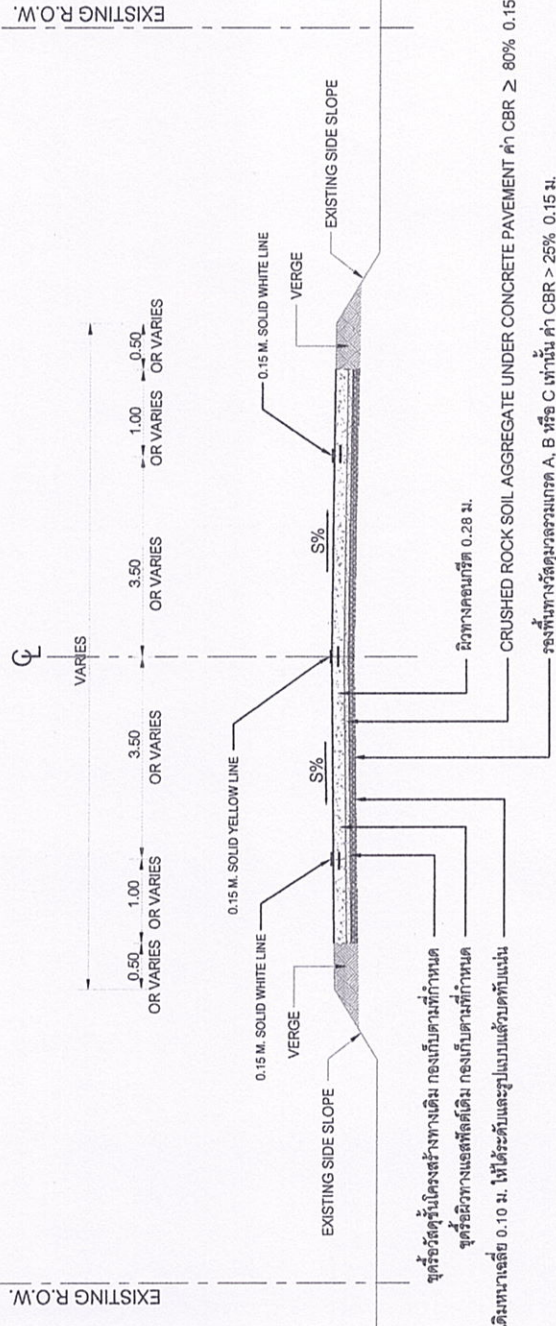 EXISTING R.O.W.
EXISTING R.O.W.
℄
VARIES
0.50
OR VARIES
1.00
OR VARIES
3.50
OR VARIES
3.50
OR VARIES
1.00
OR VARIES
0.50
OR VARIES
0.15 M. SOLID YELLOW LINE
0.15 M. SOLID WHITE LINE
0.15 M. SOLID WHITE LINE
VERGE
VERGE
EXISTING SIDE SLOPE
EXISTING SIDE SLOPE
S%
S%
ขุดรื้อวัสดุชั้นโครงสร้างทางเดิม กองเก็บตามที่กำหนด
ขุดรื้อผิวทางแอสฟัลต์เดิม กองเก็บตามที่กำหนด
เดิมหนาเฉลี่ย 0.10 ม. ให้ได้ระดับและรูปแบบแล้วบดทับแน่น
ผิวทางคอนกรีต 0.28 ม.
CRUSHED ROCK SOIL AGGREGATE UNDER CONCRETE PAVEMENT ค่า CBR ≥ 80% 0.15
รองพื้นทางวัสดุมวลรวมเกรด A, B หรือ C เท่านั้น ค่า CBR > 25% 0.15 ม.